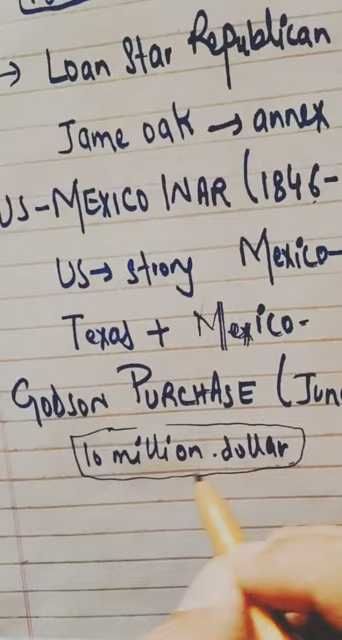 → Loan Star Republican
Jame oak → annex
US-MEXICO WAR (1846-
US → strong Mexico-
Texas + Mexico-
GODSON PURCHASE (Jun
10 million.dollar